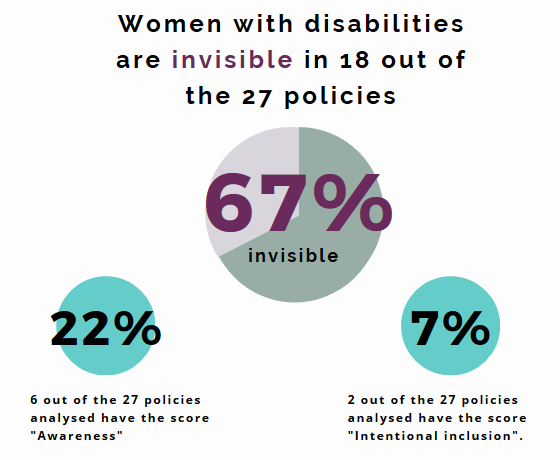 Women with disabilities
are invisible in 18 out of
the 27 policies
67%
invisible
22%
6 out of the 27 policies
analysed have the score
"Awareness"
7%
2 out of the 27 policies
analysed have the score
"Intentional inclusion".